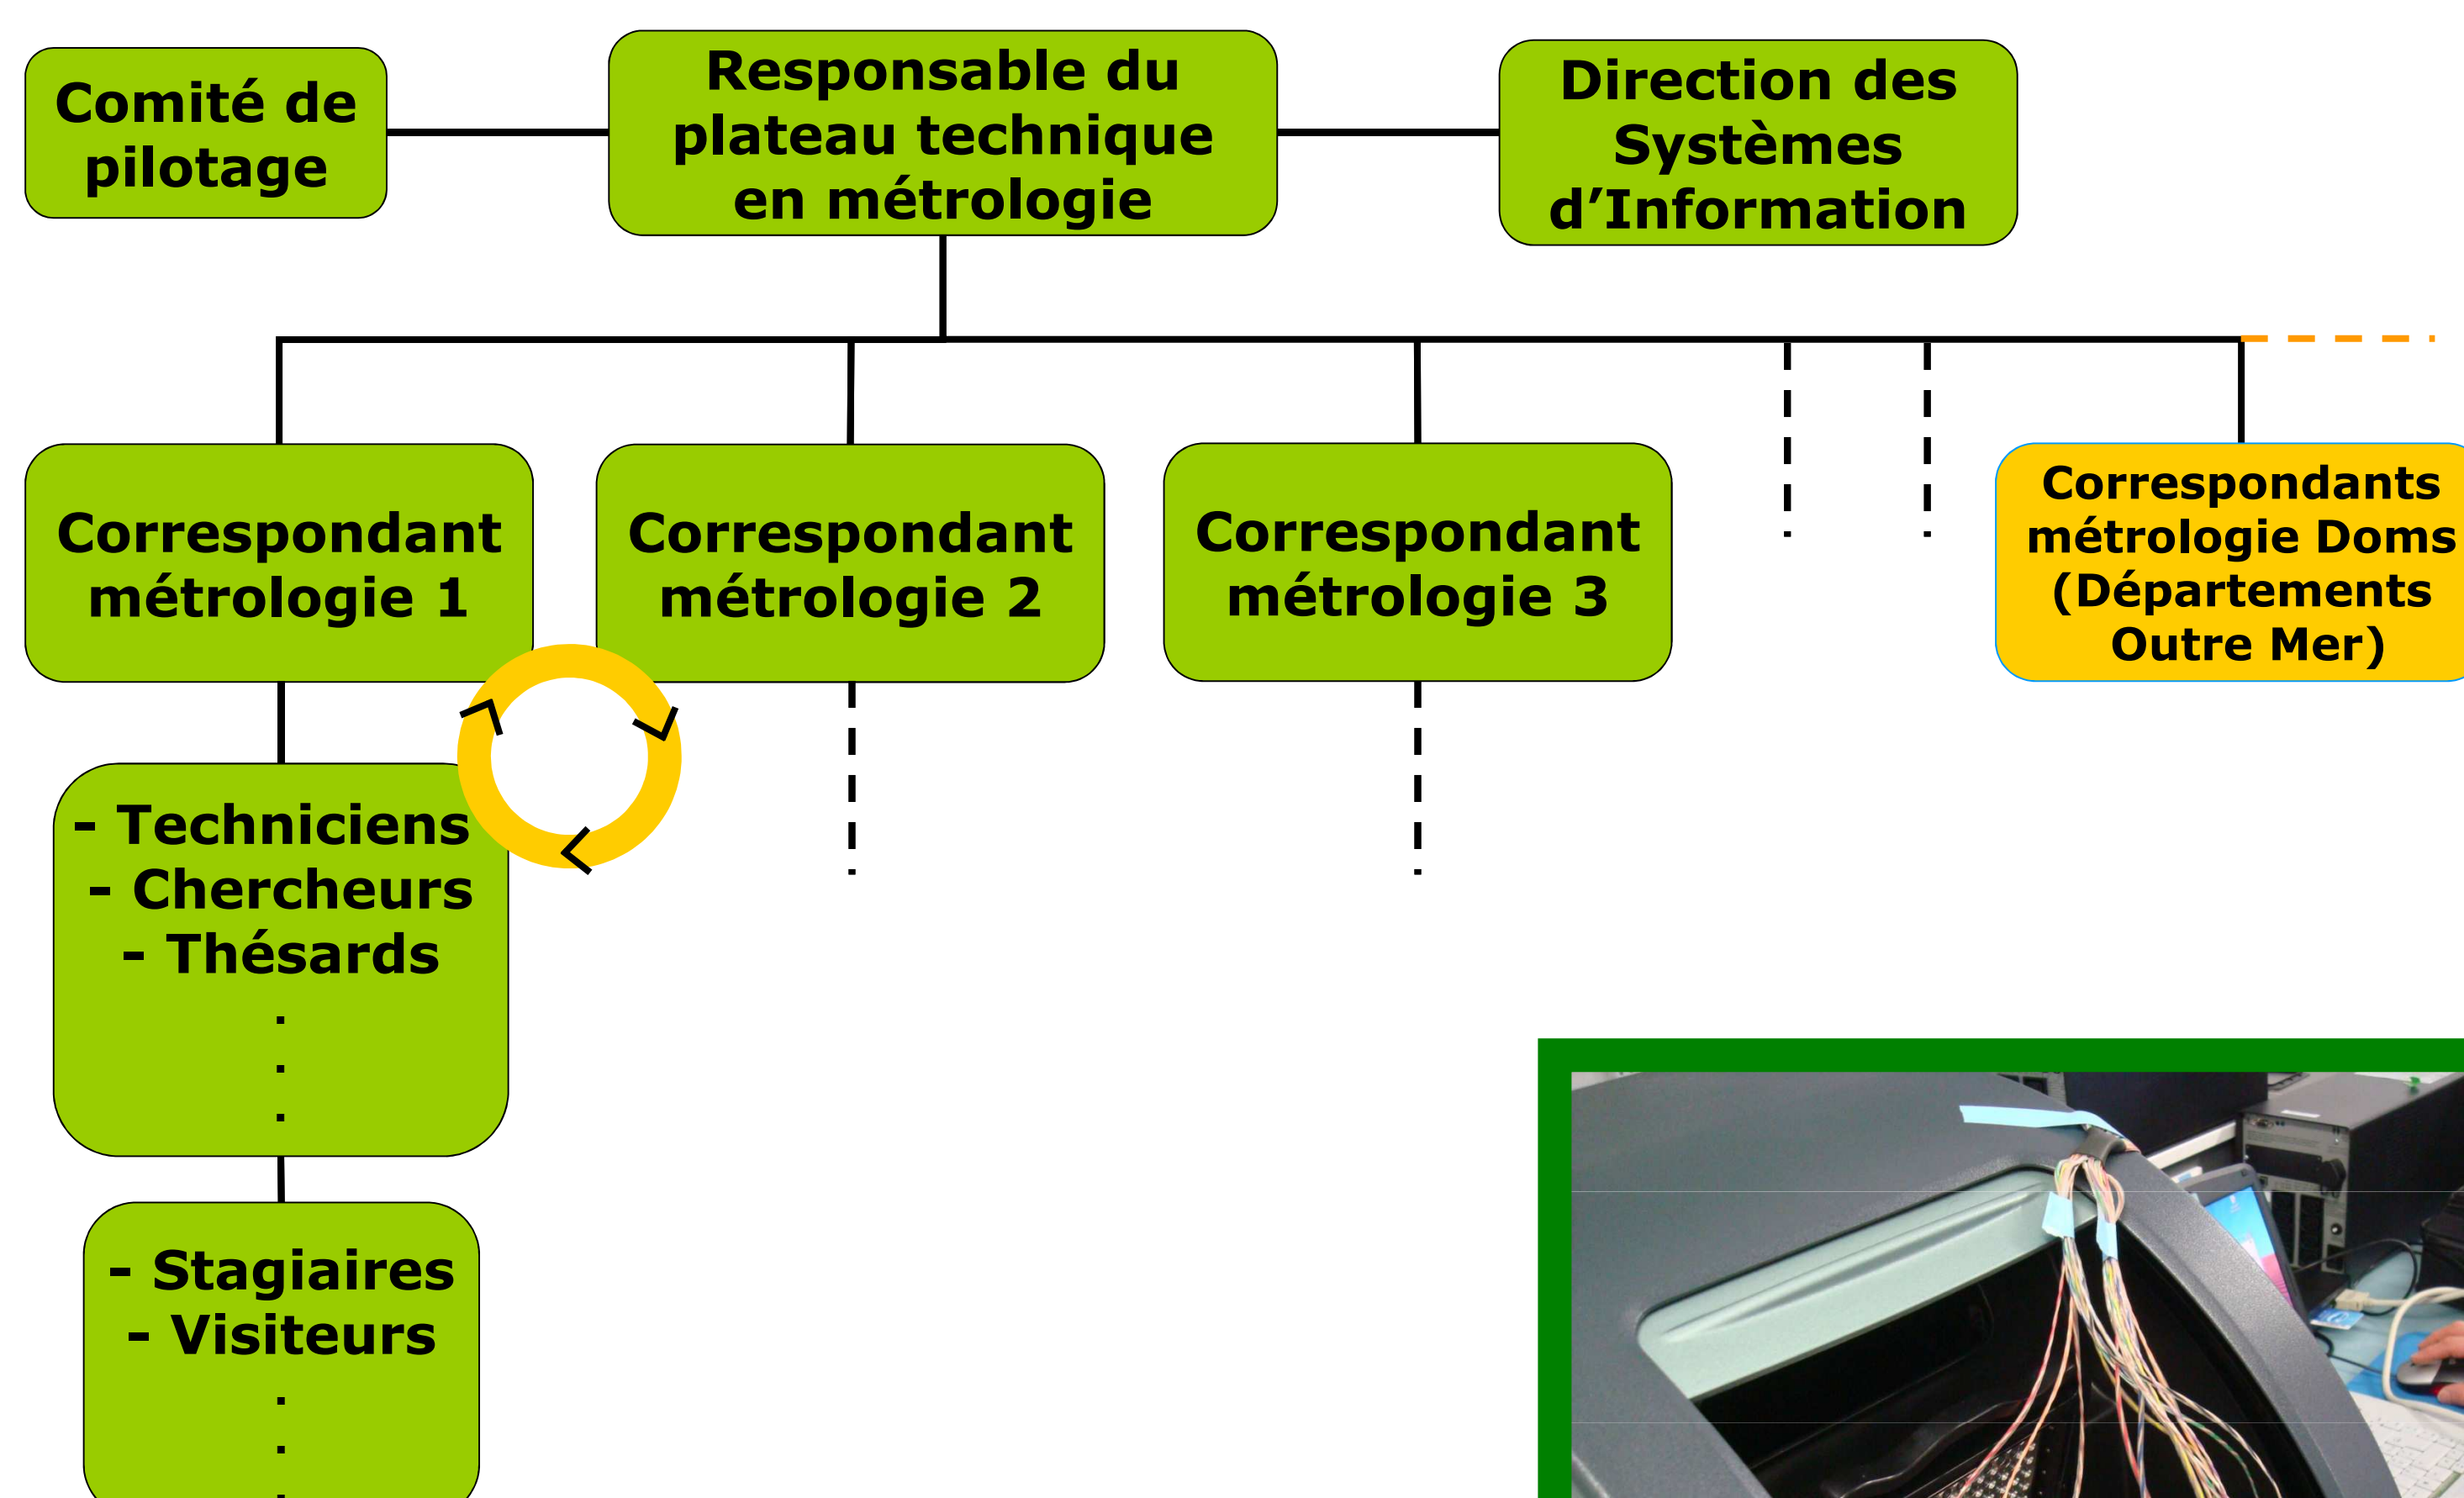 Comité de
pilotage
Responsable du
plateau technique
en métrologie
Direction des
Systèmes
d’Information
Correspondant
métrologie 1
Correspondant
métrologie 2
Correspondant
métrologie 3
Correspondants
métrologie Doms
(Départements
Outre Mer)
- Techniciens
- Chercheurs
- Thésards
.
.
.
- Stagiaires
- Visiteurs
.
.
.